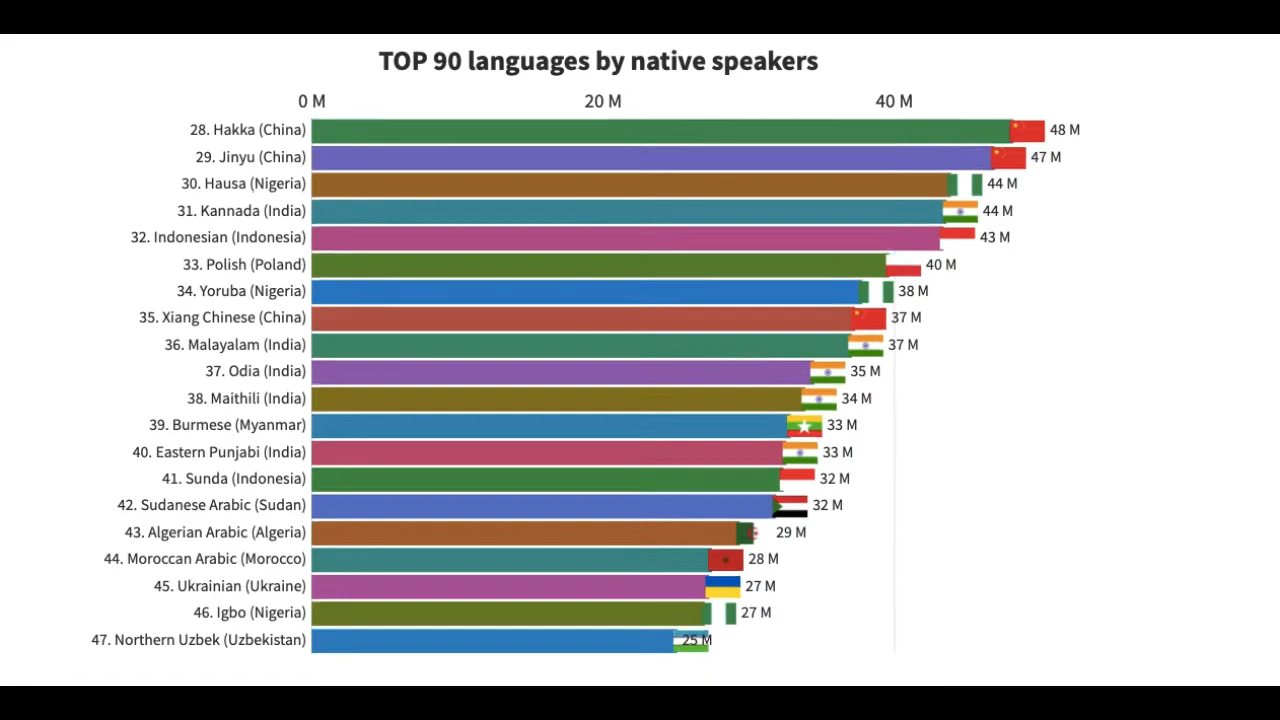 TOP 90 languages by native speakers
0 M 20 M 40 M
28. Hakka (China) 48 M
29. Jinyu (China) 47 M
30. Hausa (Nigeria) 44 M
31. Kannada (India) 44 M
32. Indonesian (Indonesia) 43 M
33. Polish (Poland) 40 M
34. Yoruba (Nigeria) 38 M
35. Xiang Chinese (China) 37 M
36. Malayalam (India) 37 M
37. Odia (India) 35 M
38. Maithili (India) 34 M
39. Burmese (Myanmar) 33 M
40. Eastern Punjabi (India) 33 M
41. Sunda (Indonesia) 32 M
42. Sudanese Arabic (Sudan) 32 M
43. Algerian Arabic (Algeria) 29 M
44. Moroccan Arabic (Morocco) 28 M
45. Ukrainian (Ukraine) 27 M
46. Igbo (Nigeria) 27 M
47. Northern Uzbek (Uzbekistan) 25 M